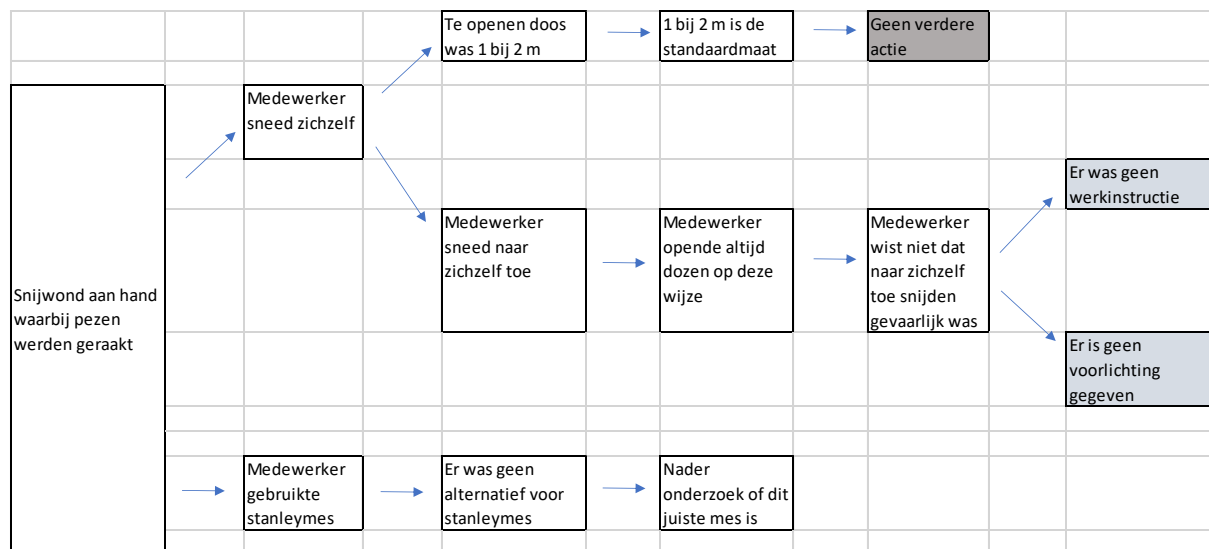 Te openen doos
was 1 bij 2 m
1 bij 2 m is de
standaardmaat
Geen verdere
actie
Medewerker
sneed zichzelf
Er was geen
werkinstructie
Medewerker
sneed naar
zichzelf toe
Medewerker
opende altijd
dozen op deze
wijze
Medewerker
wist niet dat
naar zichzelf
toe snijden
gevaarlijk was
Snijwond aan hand
waarbij pezen
werden geraakt
Er is geen
voorlichting
gegeven
Medewerker
gebruikte
stanleymes
Er was geen
alternatief voor
stanleymes
Nader
onderzoek of dit
juiste mes is